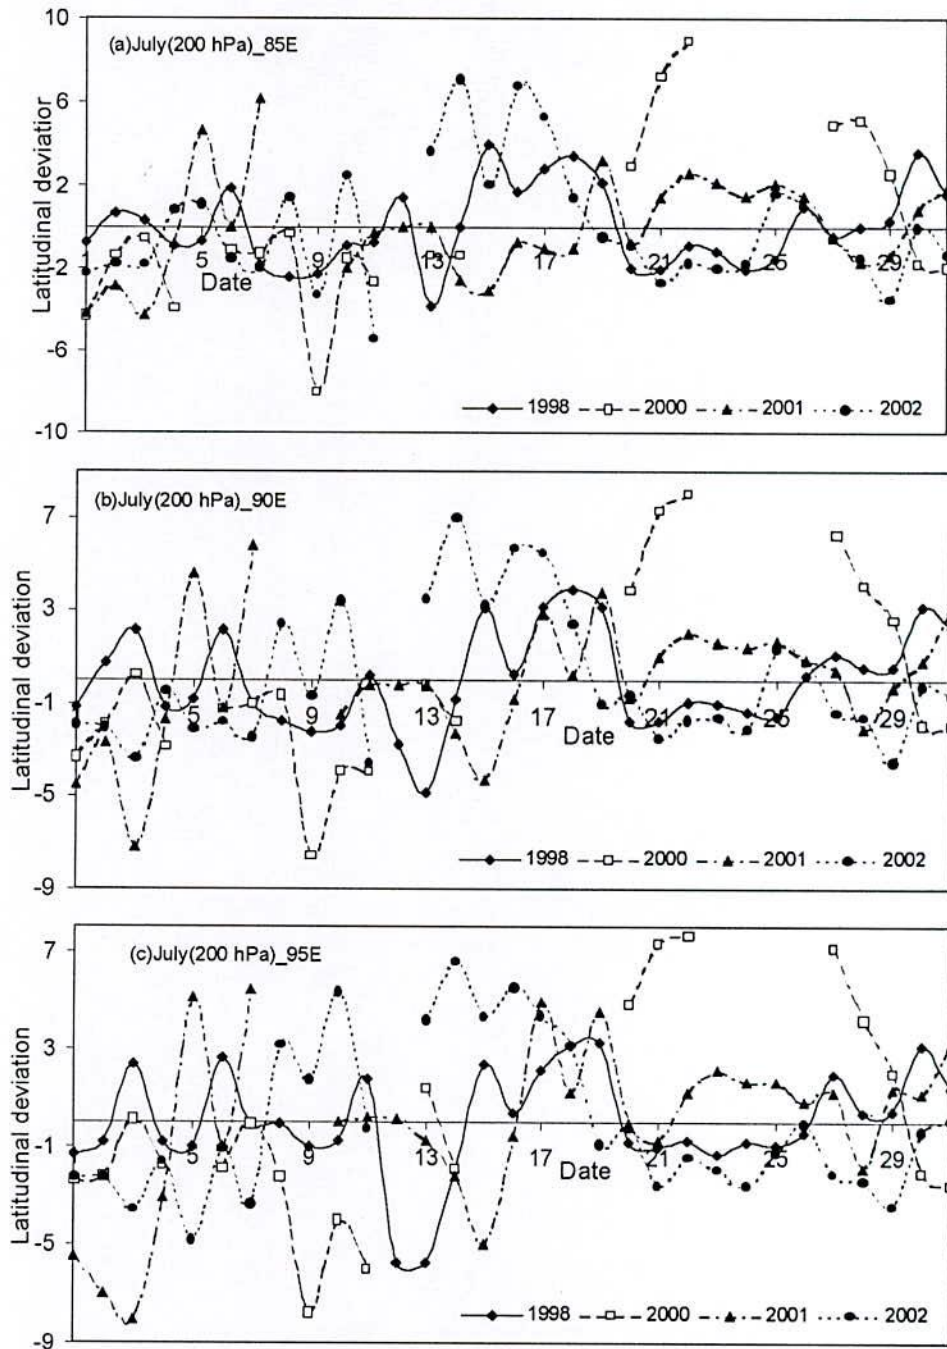 10
(a)July(200 hPa)_85E
6
2
-2
-6
-10
Latitudinal deviatior
5 9 13 17 21 25 29
Date
1998 2000 2001 2002
(b)July(200 hPa)_90E
7
3
-1
-5
-9
Latitudinal deviation
5 9 13 17 21 25 29
Date
1998 2000 2001 2002
(c)July(200 hPa)_95E
7
3
-1
-5
-9
Latitudinal deviation
5 9 13 17 21 25 29
Date
1998 2000 2001 2002